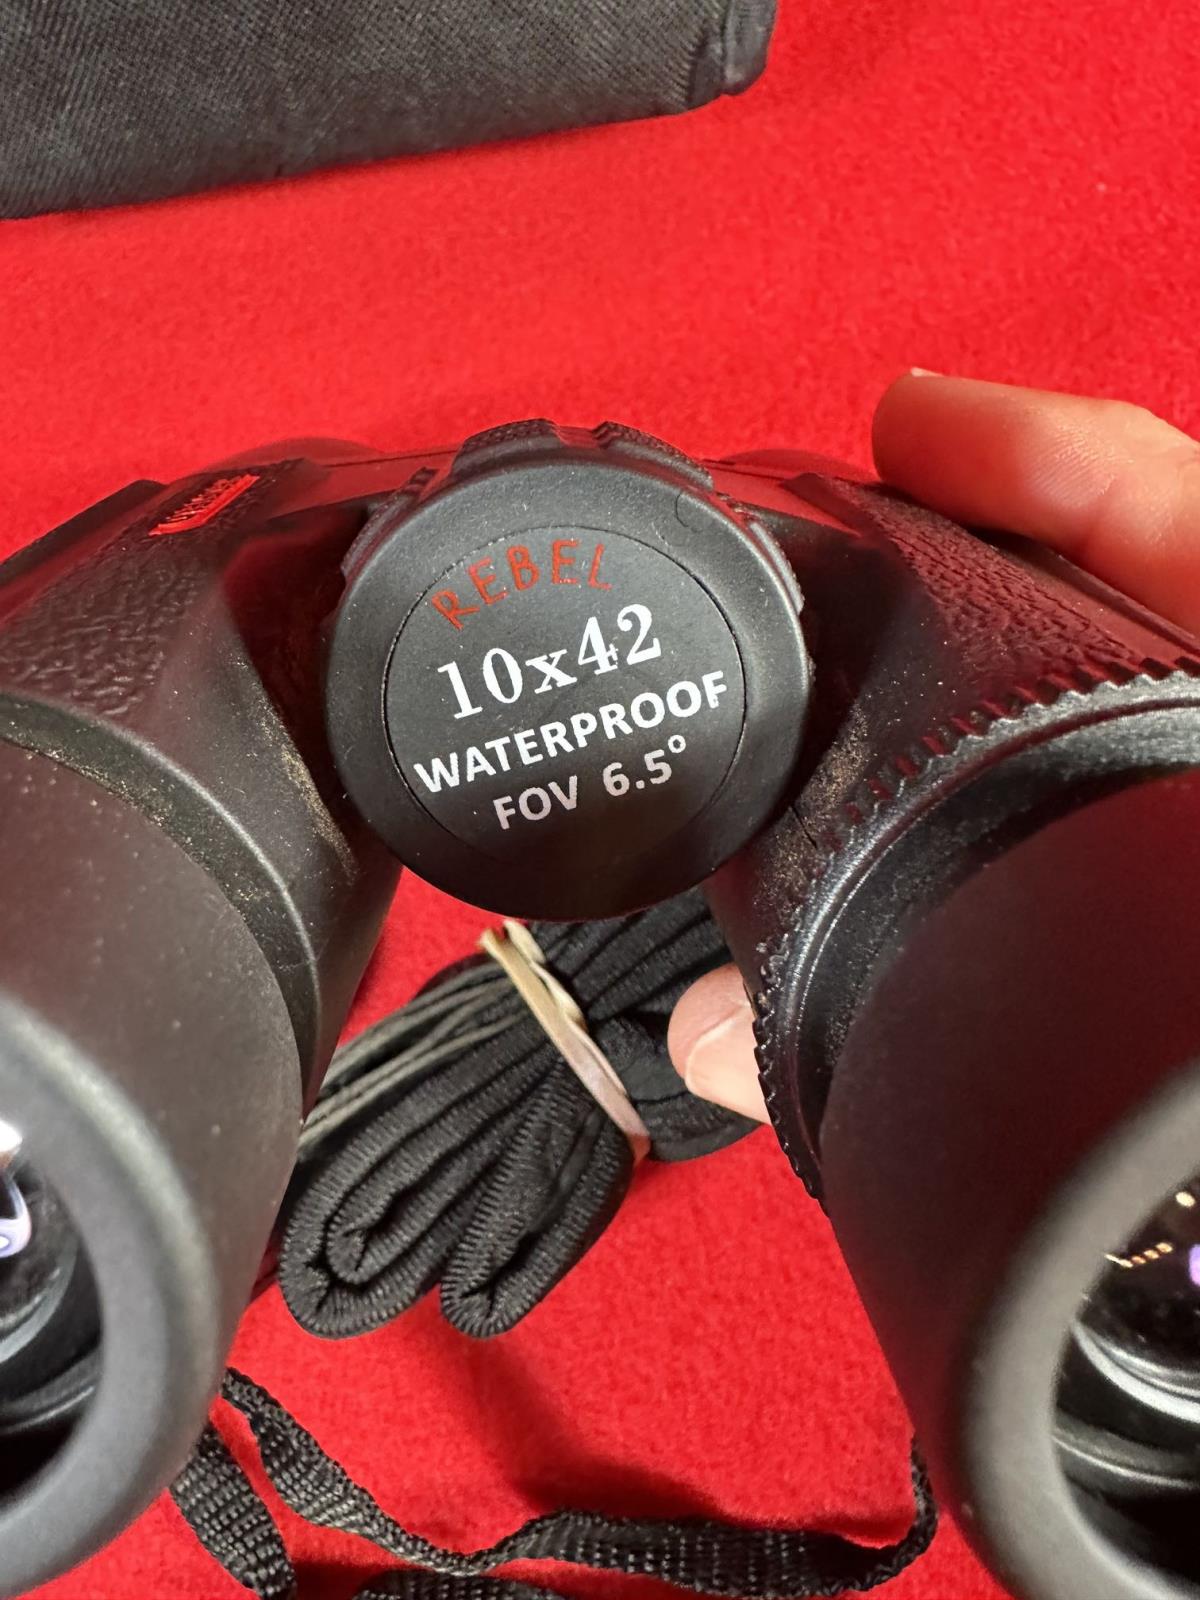 REBEL
10x42
WATERPROOF
FOV 6.5°